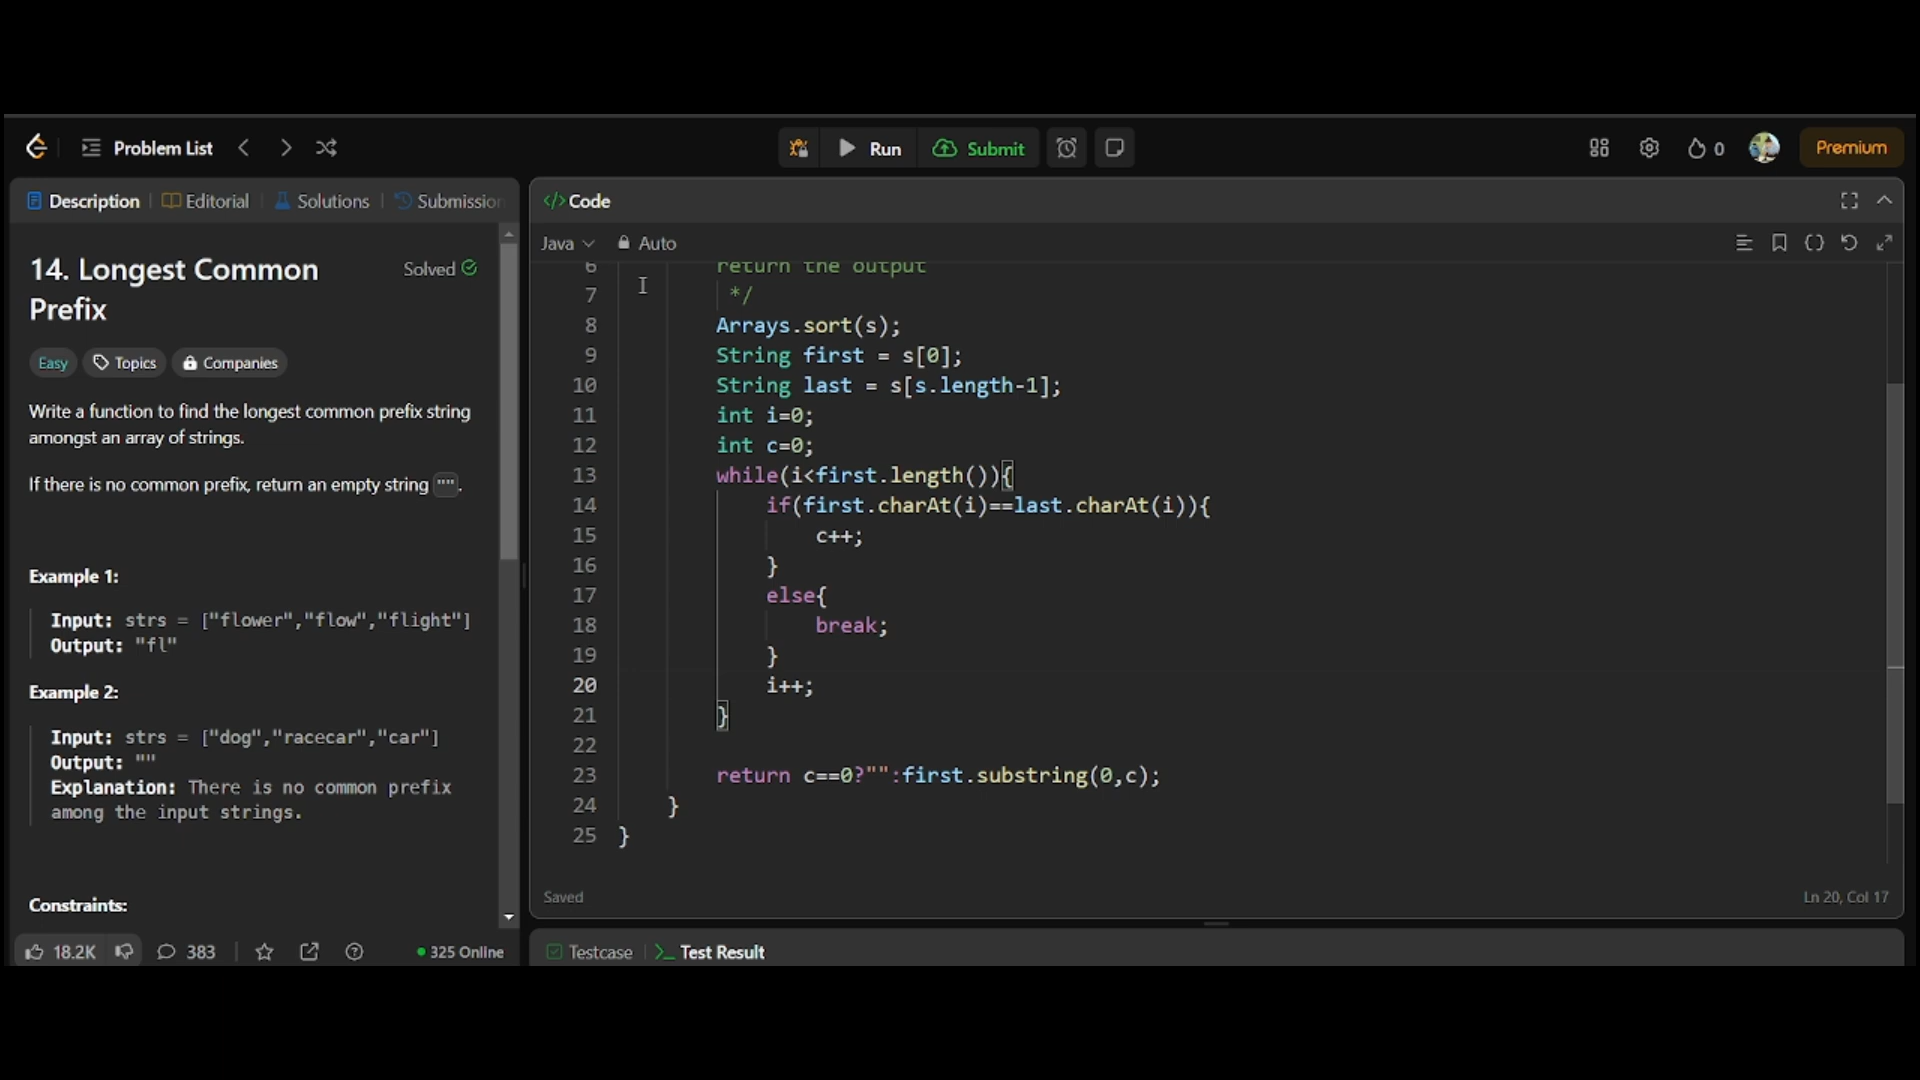 Problem List
Run
Submit
0
Premium
Description
Editorial
Solutions
Submission
</> Code
14. Longest Common
Prefix
Solved
Easy
Topics
Companies
Write a function to find the longest common prefix string
amongst an array of strings.
If there is no common prefix, return an empty string "".
Example 1:
Input: strs = ["flower","flow","flight"]
Output: "fl"
Example 2:
Input: strs = ["dog","racecar","car"]
Output: ""
Explanation: There is no common prefix
among the input strings.
Constraints:
18.2K
383
325 Online
Java
Auto
6 return the output
7 */
8 Arrays.sort(s);
9 String first = s[0];
10 String last = s[s.length-1];
11 int i=0;
12 int c=0;
13 while(i<first.length()){
14 if(first.charAt(i)==last.charAt(i)){
15 c++;
16 }
17 else{
18 break;
19 }
20 i++;
21 }
22
23 return c==0?"":first.substring(0,c);
24 }
25 }
Saved
Ln 20, Col 17
Testcase
Test Result